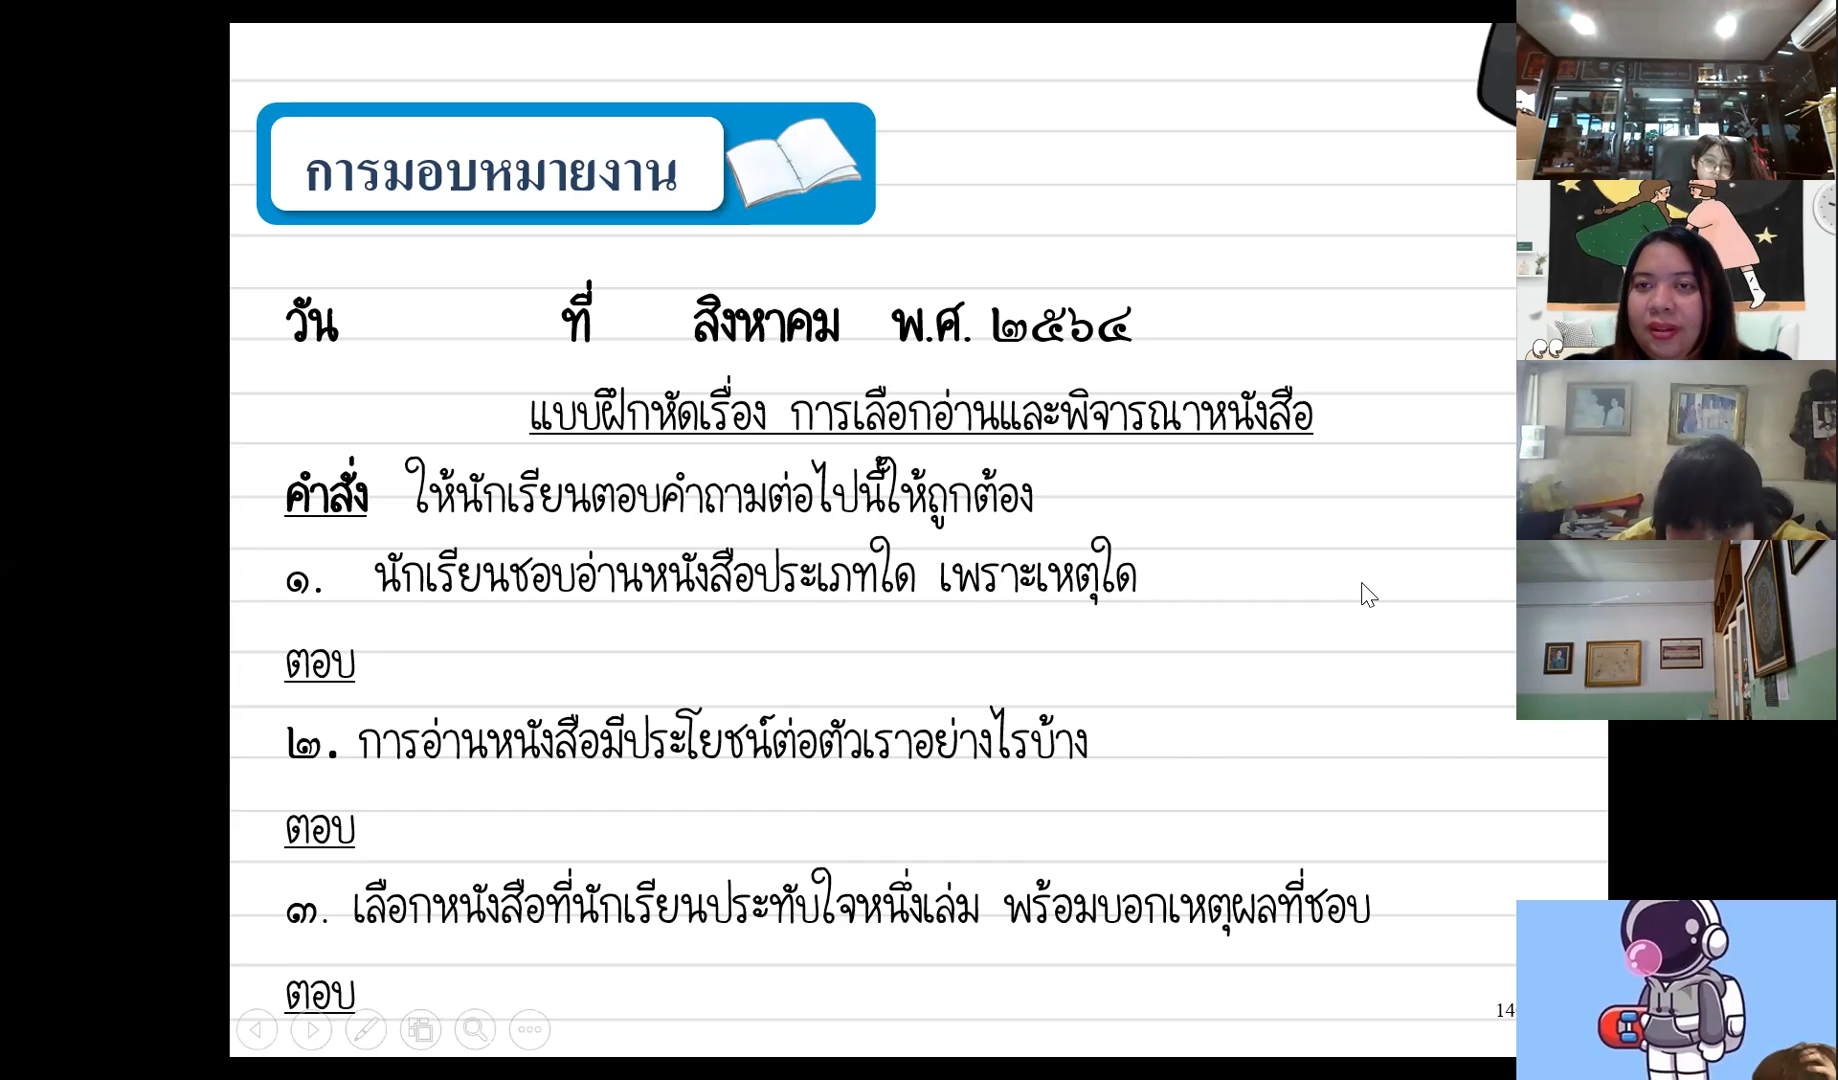 การมอบหมายงาน
วัน ที่ สิงหาคม พ.ศ. ๒๕๖๔
แบบฝึกหัดเรื่อง การเลือกอ่านและพิจารณาหนังสือ
คำสั่ง ให้นักเรียนตอบคำถามต่อไปนี้ให้ถูกต้อง
๑. นักเรียนชอบอ่านหนังสือประเภทใด เพราะเหตุใด
ตอบ
๒. การอ่านหนังสือมีประโยชน์ต่อตัวเราอย่างไรบ้าง
ตอบ
๓. เลือกหนังสือที่นักเรียนประทับใจหนึ่งเล่ม พร้อมบอกเหตุผลที่ชอบ
ตอบ
14